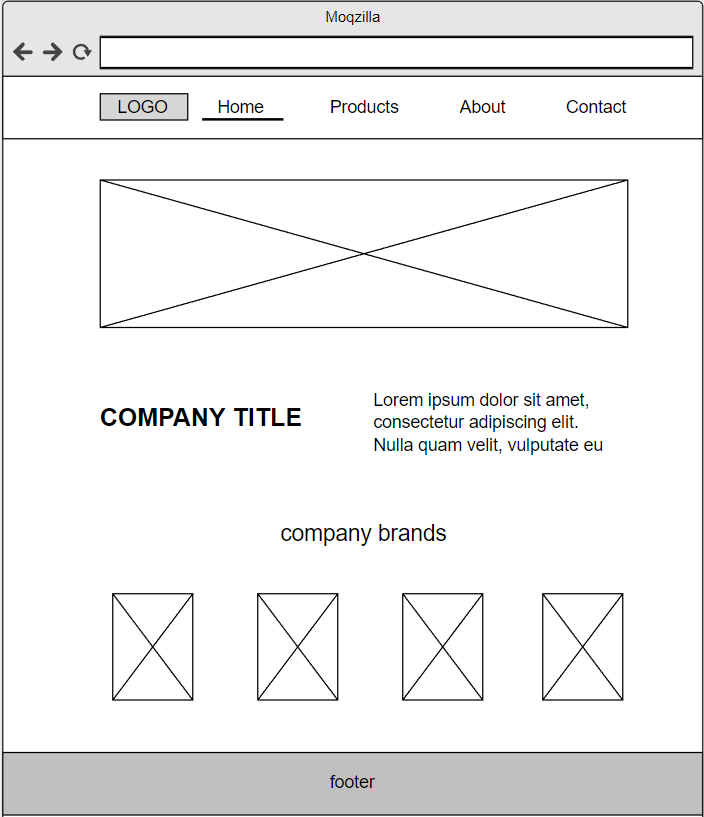 Moqzilla
LOGO Home Products About Contact
COMPANY TITLE
Lorem ipsum dolor sit amet,
consectetur adipiscing elit.
Nulla quam velit, vulputate eu
company brands
footer